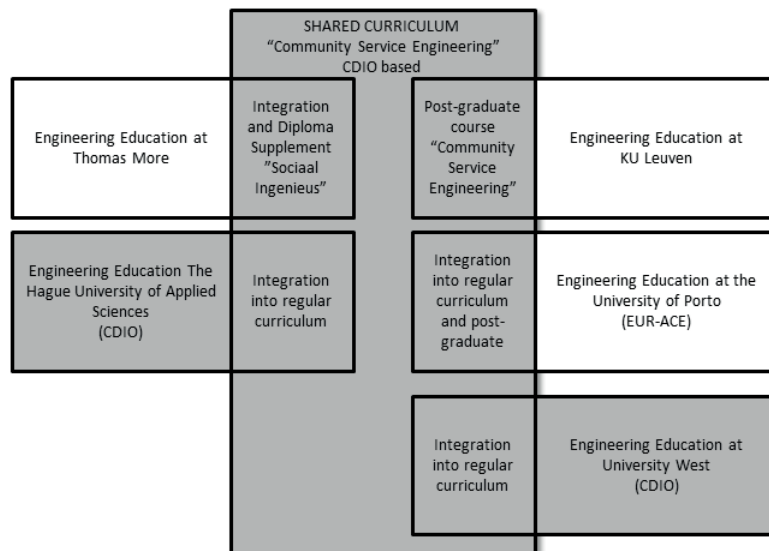 SHARED CURRICULUM
“Community Service Engineering”
CDIO based
Engineering Education at
Thomas More
Integration
and Diploma
Supplement
”Sociaal
Ingenieus”
Post-graduate
course
“Community
Service
Engineering”
Engineering Education at
KU Leuven
Engineering Education The
Hague University of Applied
Sciences
(CDIO)
Integration
into regular
curriculum
Integration
into regular
curriculum
and post-
graduate
Engineering Education at the
University of Porto
(EUR-ACE)
Integration
into regular
curriculum
Engineering Education at
University West
(CDIO)